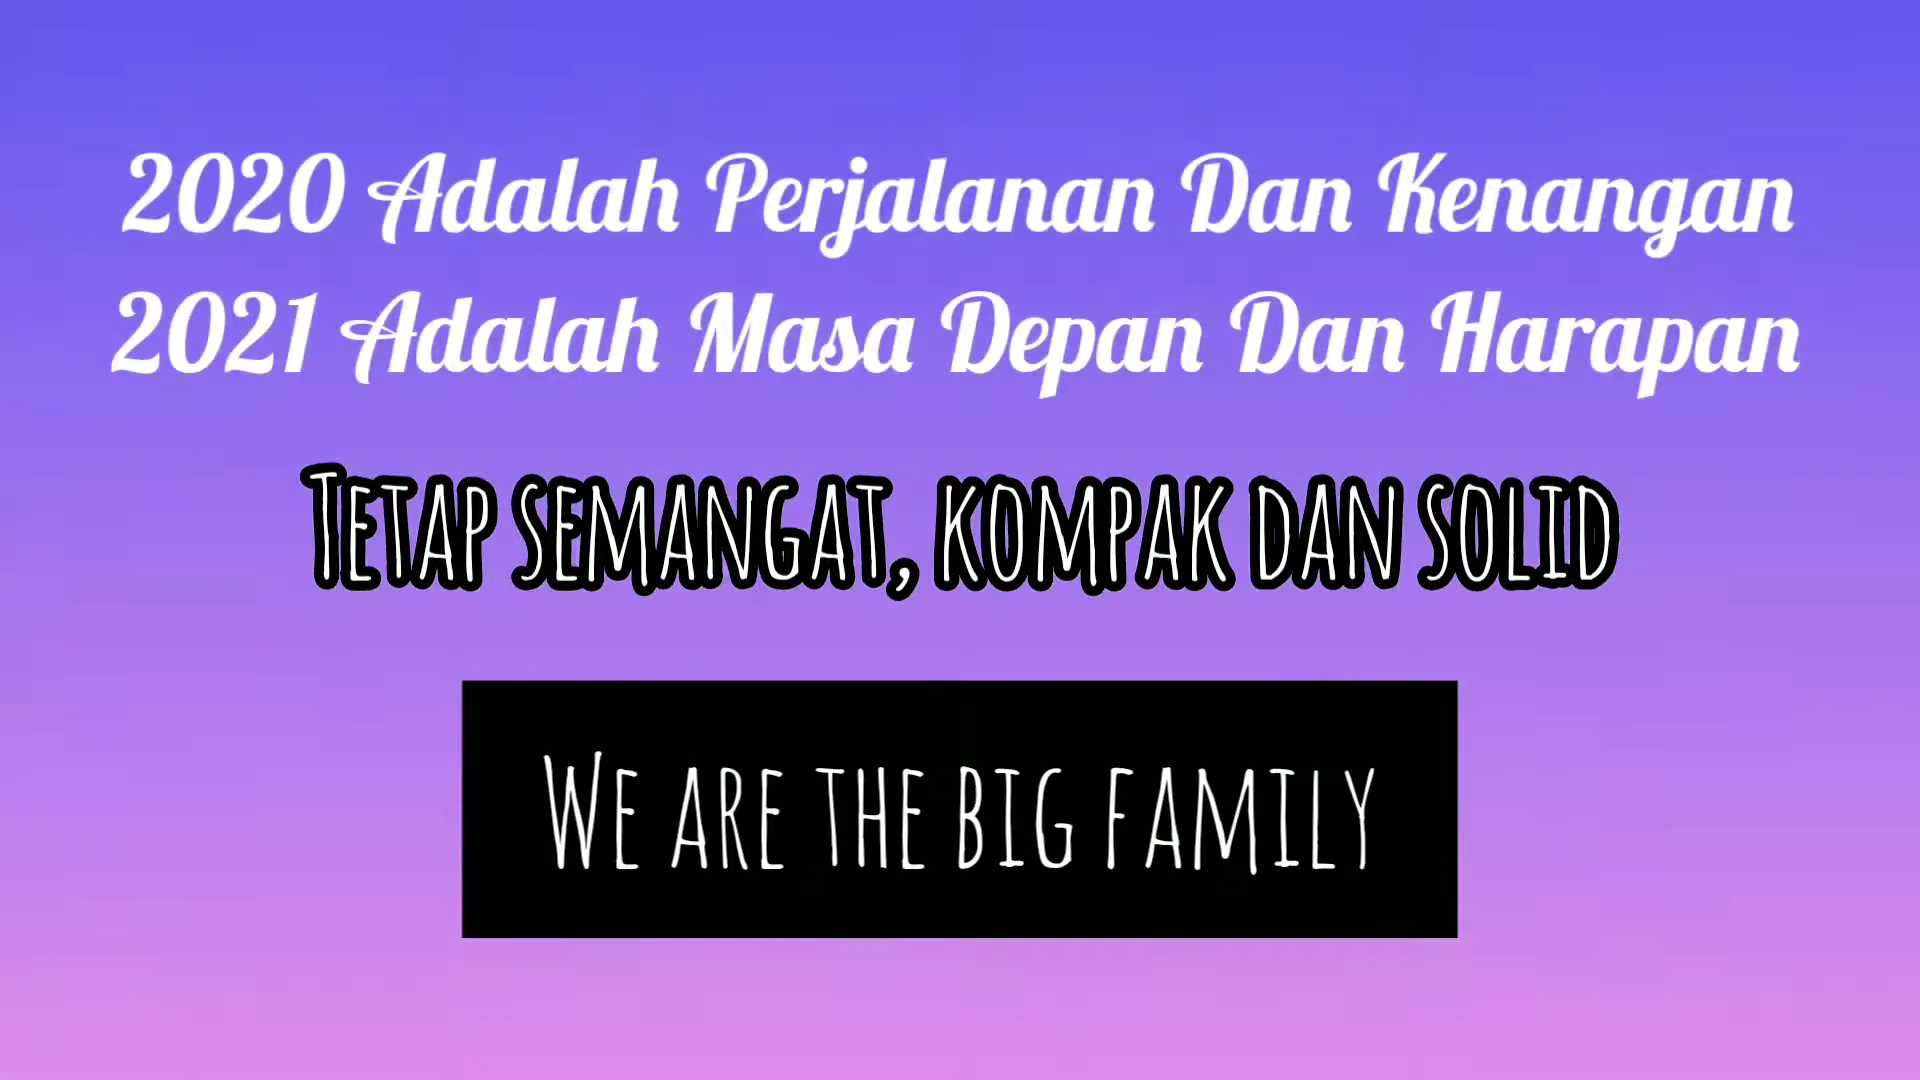 2020 Adalah Perjalanan Dan Kenangan
2021 Adalah Masa Depan Dan Harapan
Tetap semangat, kompak dan solid
We are the big family